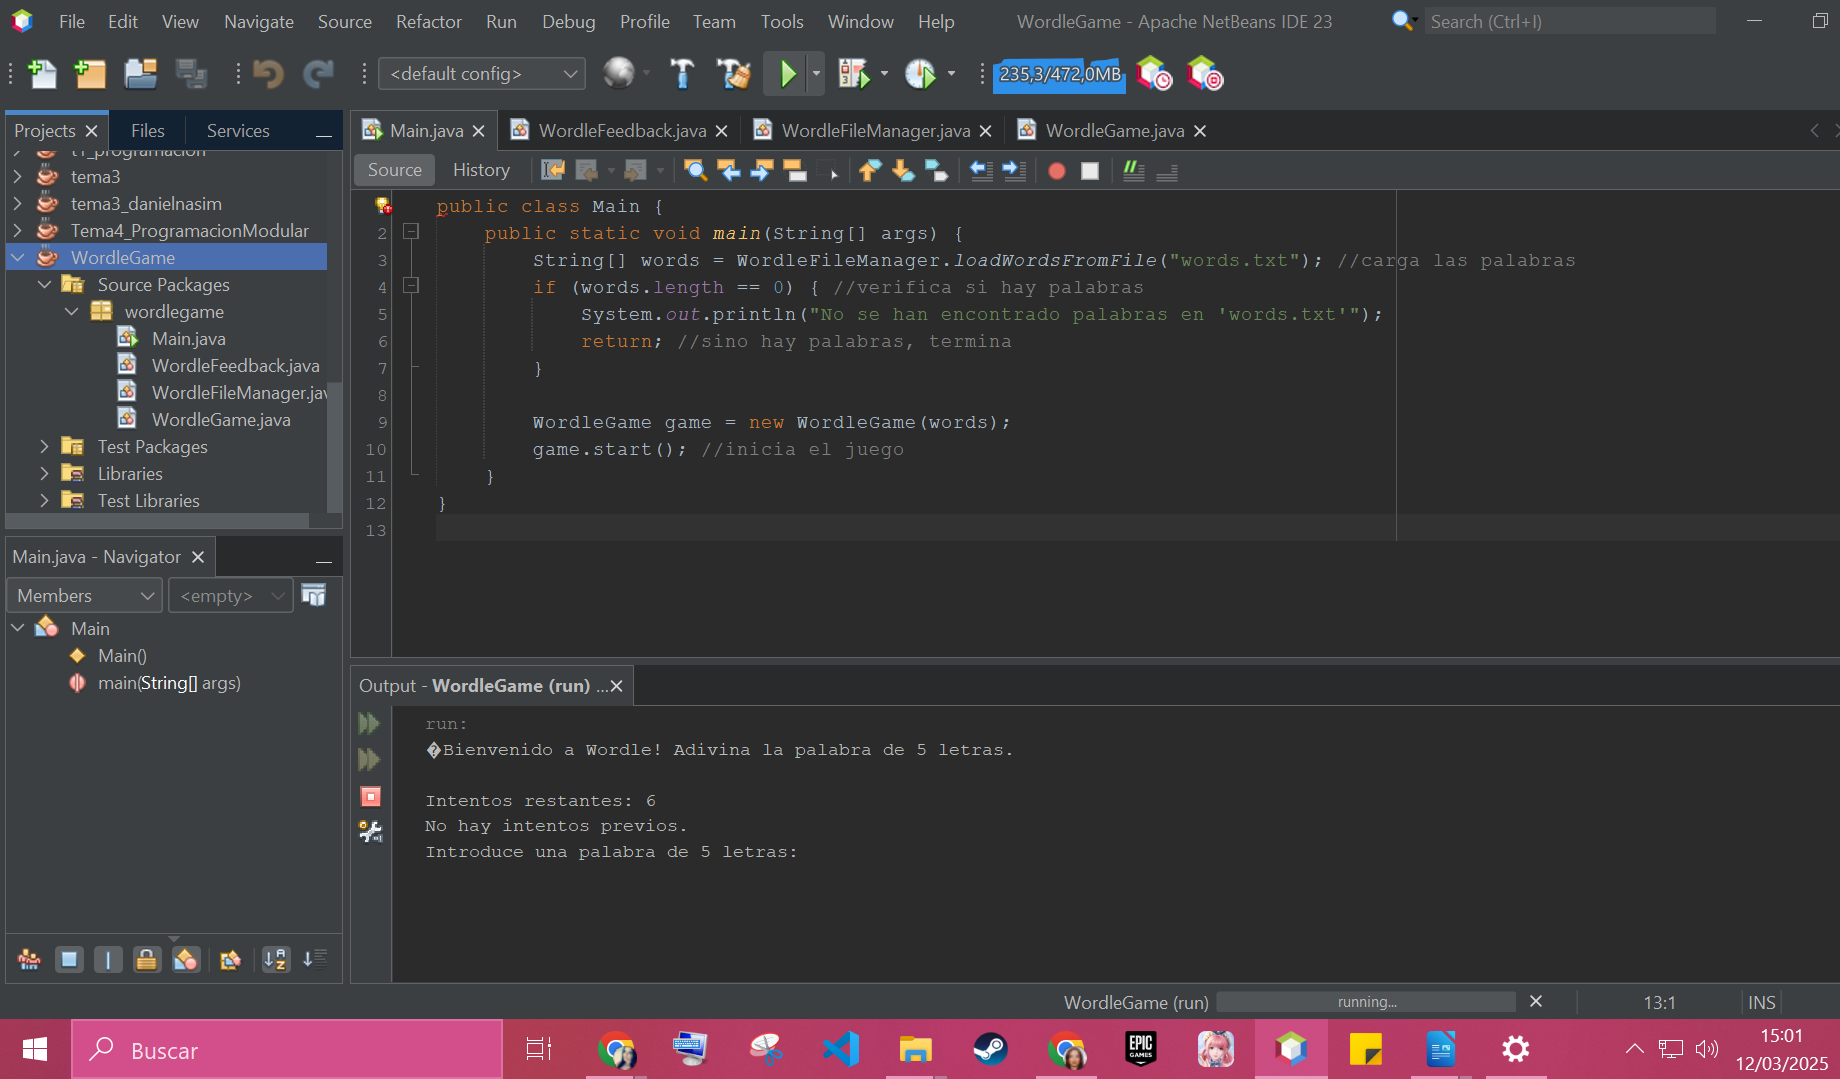 File Edit View Navigate Source Refactor Run Debug Profile Team Tools Window Help WordleGame - Apache NetBeans IDE 23 Search (Ctrl+I)
<default config> 235,3/472,0MB
Projects Files Services
t1_programacion
tema3
tema3_danielnasim
Tema4_ProgramacionModular
WordleGame
Source Packages
wordlegame
Main.java
WordleFeedback.java
WordleFileManager.jav
WordleGame.java
Test Packages
Libraries
Test Libraries
Main.java WordleFeedback.java WordleFileManager.java WordleGame.java
Source History
public class Main {
2 public static void main(String[] args) {
3 String[] words = WordleFileManager.loadWordsFromFile("words.txt"); //carga las palabras
4 if (words.length == 0) { //verifica si hay palabras
5 System.out.println("No se han encontrado palabras en 'words.txt'");
6 return; //sino hay palabras, termina
7 }
8
9 WordleGame game = new WordleGame(words);
10 game.start(); //inicia el juego
11 }
12 }
13
Main.java - Navigator
Members <empty>
Main
Main()
main(String[] args)
Output - WordleGame (run) ...
run:
�Bienvenido a Wordle! Adivina la palabra de 5 letras.
Intentos restantes: 6
No hay intentos previos.
Introduce una palabra de 5 letras:
WordleGame (run) running... 13:1 INS
Buscar
EPIC
GAMES
15:01
12/03/2025